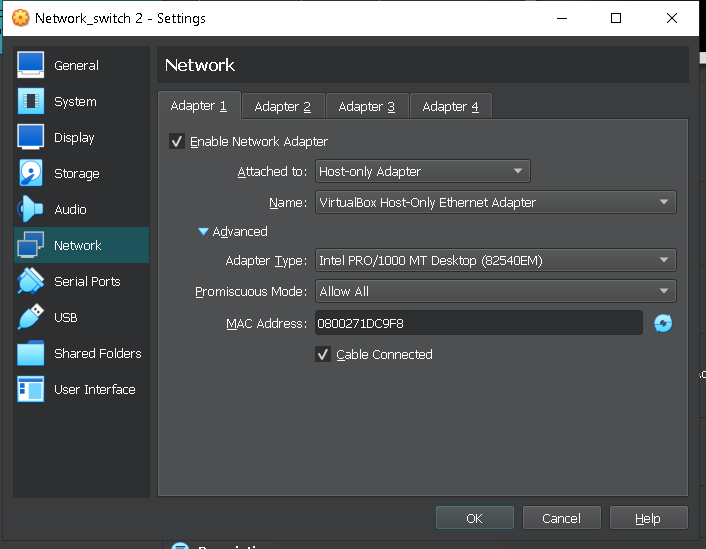 Network_switch 2 - Settings
General
System
Display
Storage
Audio
Network
Serial Ports
USB
Shared Folders
User Interface
Network
Adapter 1
Adapter 2
Adapter 3
Adapter 4
Enable Network Adapter
Attached to: Host-only Adapter
Name: VirtualBox Host-Only Ethernet Adapter
Advanced
Adapter Type: Intel PRO/1000 MT Desktop (82540EM)
Promiscuous Mode: Allow All
MAC Address: 0800271DC9F8
Cable Connected
OK
Cancel
Help